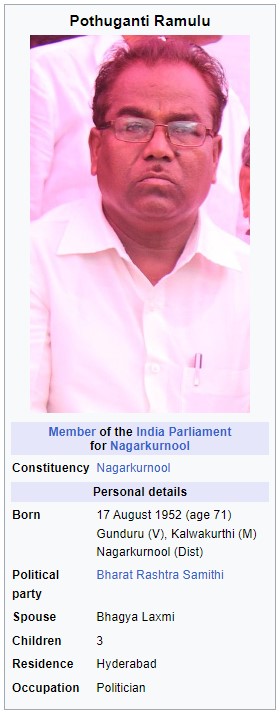 Pothuganti Ramulu
Member of the India Parliament
for Nagarkurnool
Constituency Nagarkurnool
Personal details
Born 17 August 1952 (age 71)
Gunduru (V), Kalwakurthi (M)
Nagarkurnool (Dist)
Political party Bharat Rashtra Samithi
Spouse Bhagya Laxmi
Children 3
Residence Hyderabad
Occupation Politician